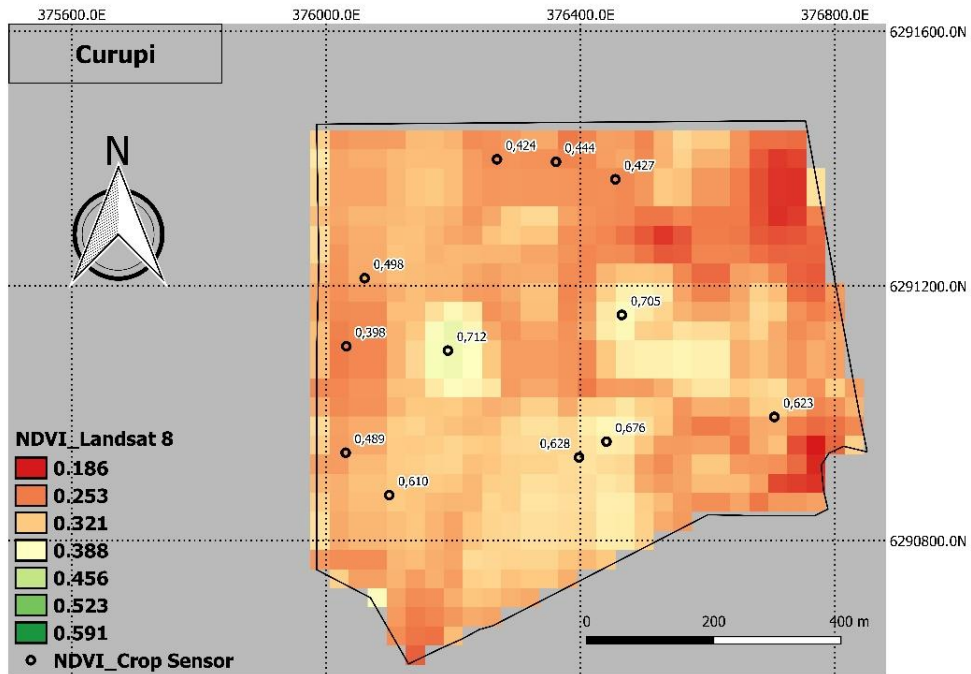 375600.0E 376000.0E 376400.0E 376800.0E
6291600.0N
Curupi
N
0,424
0,444
0,427
0,498
6291200.0N
0,705
0,398
0,712
0,623
NDVI_Landsat 8
0.186
0.253
0.321
0.388
0.456
0.523
0.591
NDVI_Crop Sensor
0,489
0,628
0,676
0,610
6290800.0N
0 200 400 m